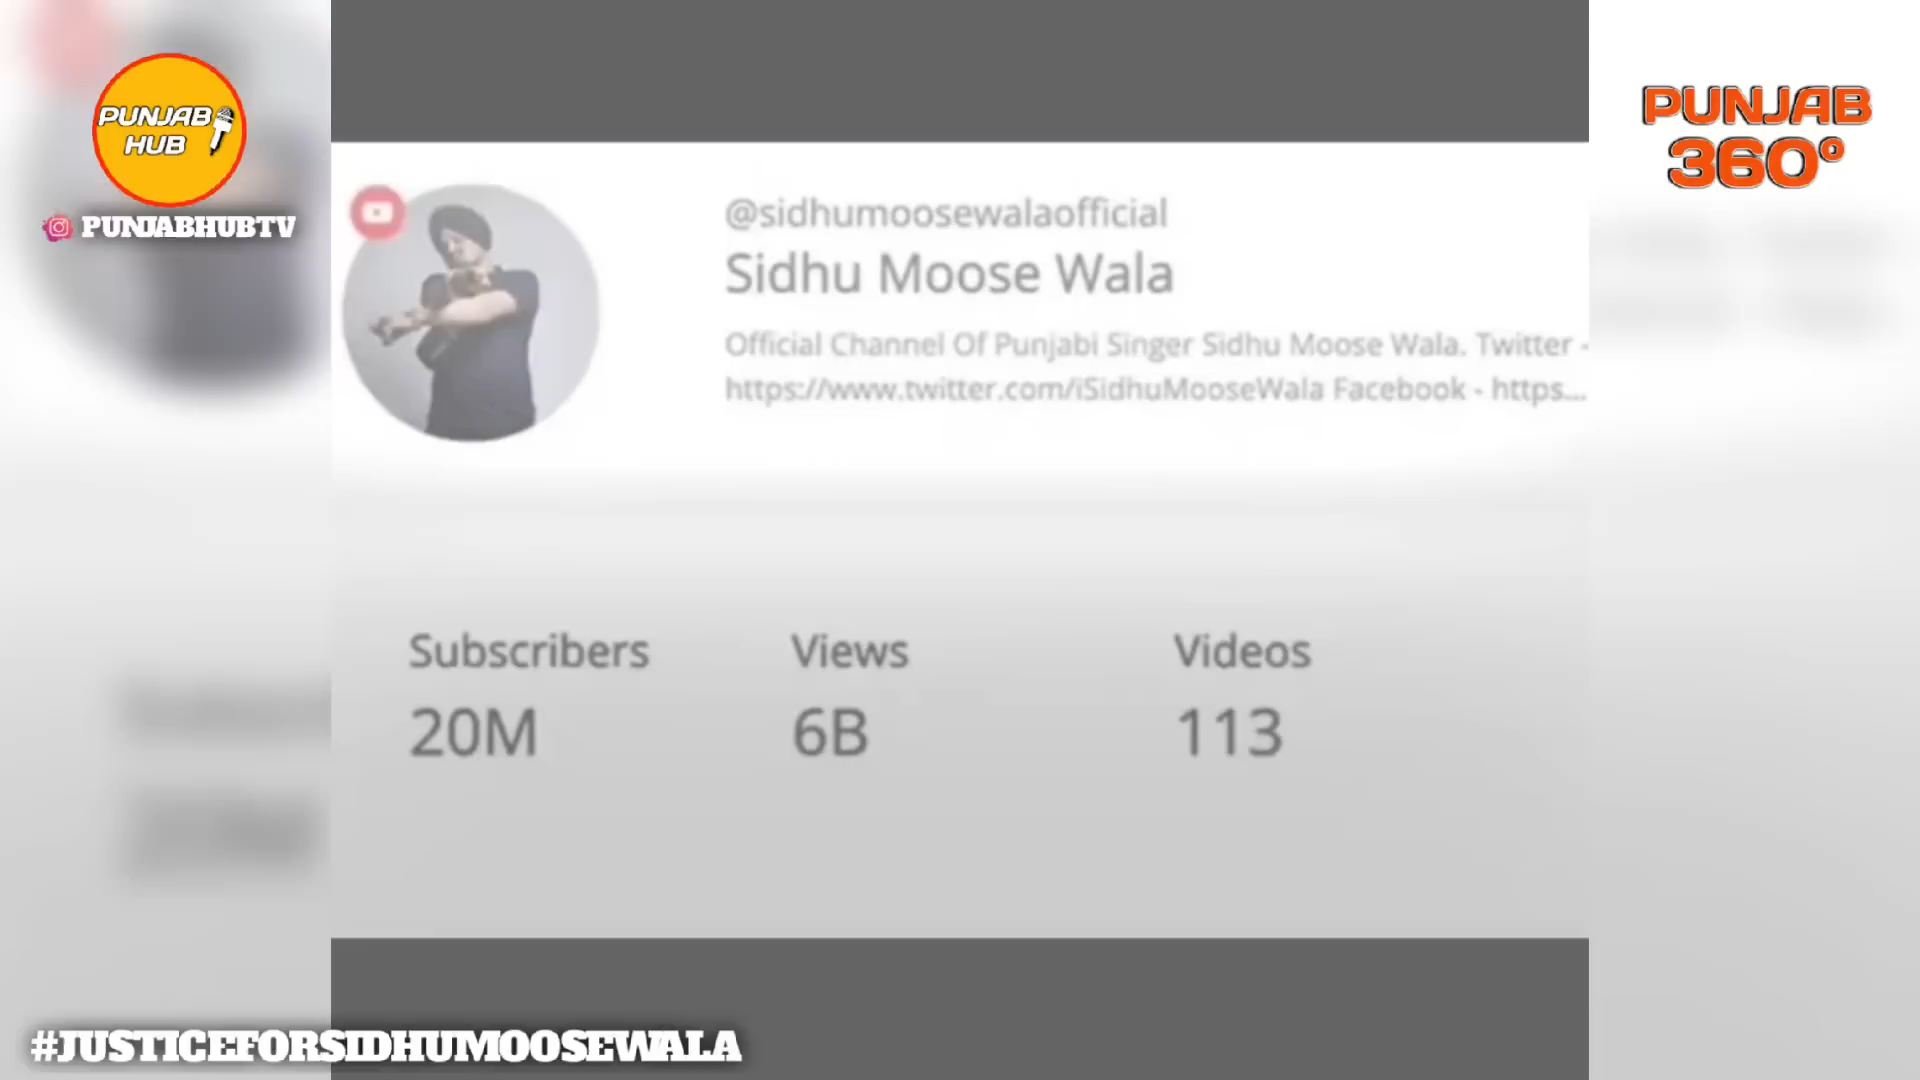 PUNJAB
HUB
PUNJABHUBTV
PUNJAB
360°
@sidhumoosewalaofficial
Sidhu Moose Wala
Official Channel Of Punjabi Singer Sidhu Moose Wala. Twitter -
https://www.twitter.com/iSidhuMooseWala Facebook - https...
Subscribers
Views
Videos
20M
6B
113
#JUSTICEFORSIDHUMOOSEWALA